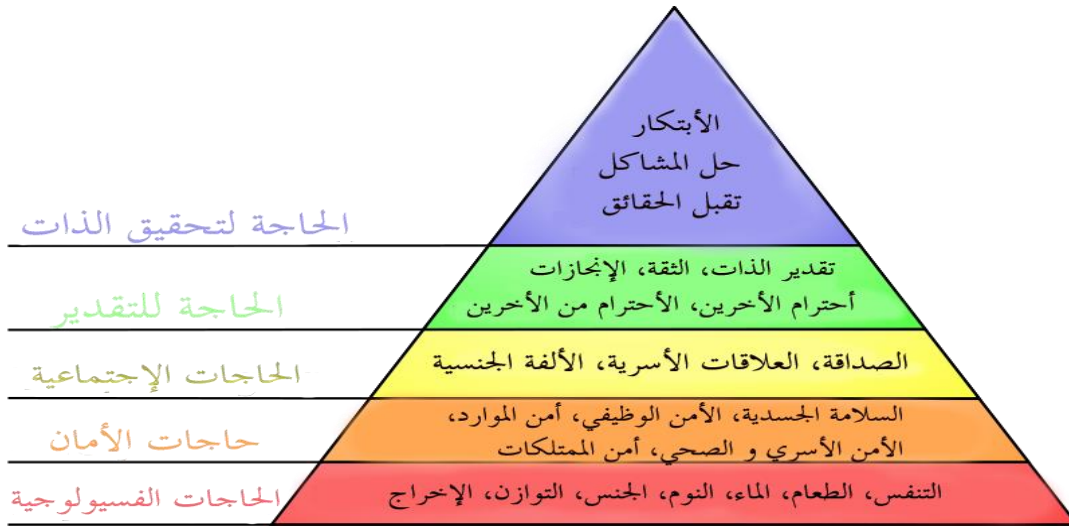 الأبتكار
حل المشاكل
تقبل الحقائق
الحاجة لتحقيق الذات
تقدير الذات، الثقة، الإنجازات
أحترام الأخرين، الأحترام من الأخرين
الحاجة للتقدير
الصداقة، العلاقات الأسرية، الألفة الجنسية
الحاجات الإجتماعية
السلامة الجسدية، الأمن الوظيفي، أمن الموارد،
الأمن الأسري و الصحي، أمن الممتلكات
حاجات الأمان
التنفس، الطعام، الماء، النوم، الجنس، التوازن، الإخراج
الحاجات الفسيولوجية